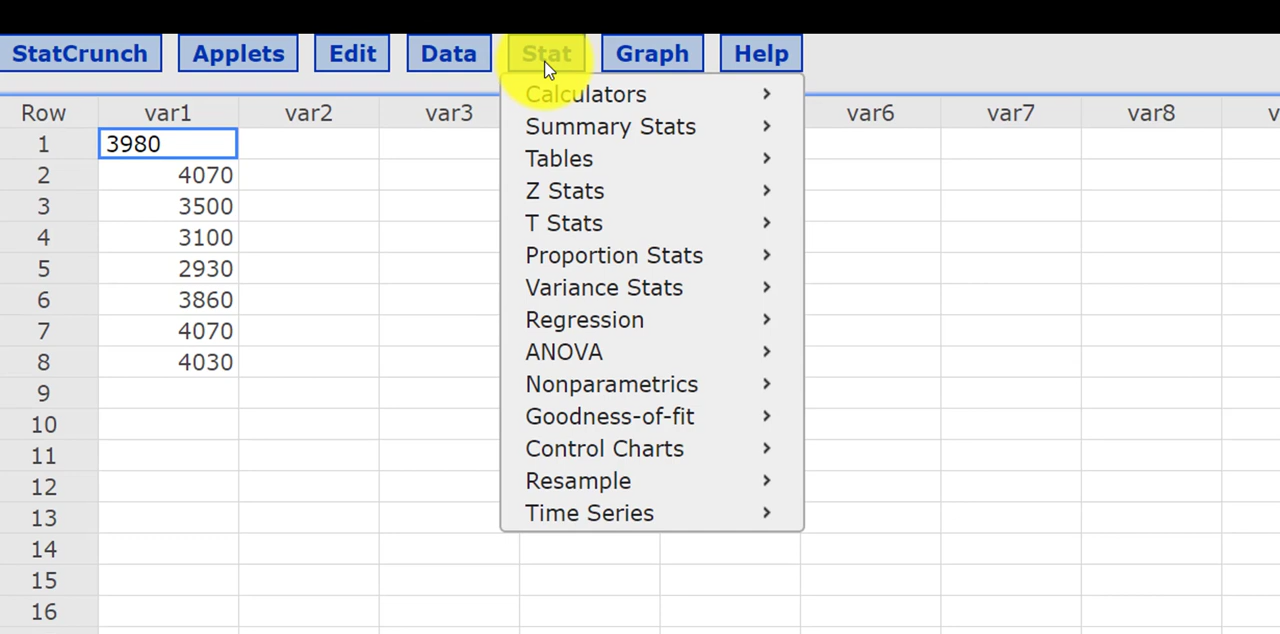 StatCrunch Applets Edit Data Stat Graph Help
Row var1 var2 var3 var6 var7 var8
Calculators
Summary Stats
Tables
Z Stats
T Stats
Proportion Stats
Variance Stats
Regression
ANOVA
Nonparametrics
Goodness-of-fit
Control Charts
Resample
Time Series
1 3980
2 4070
3 3500
4 3100
5 2930
6 3860
7 4070
8 4030
9
10
11
12
13
14
15
16